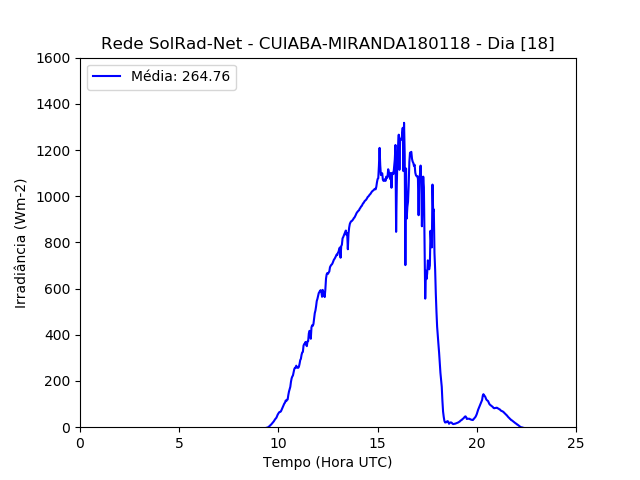 Rede SolRad-Net - CUIABA-MIRANDA180118 - Dia [18]
Média: 264.76
Irradiância (Wm-2)
1600
1400
1200
1000
800
600
400
200
0
0 5 10 15 20 25
Tempo (Hora UTC)